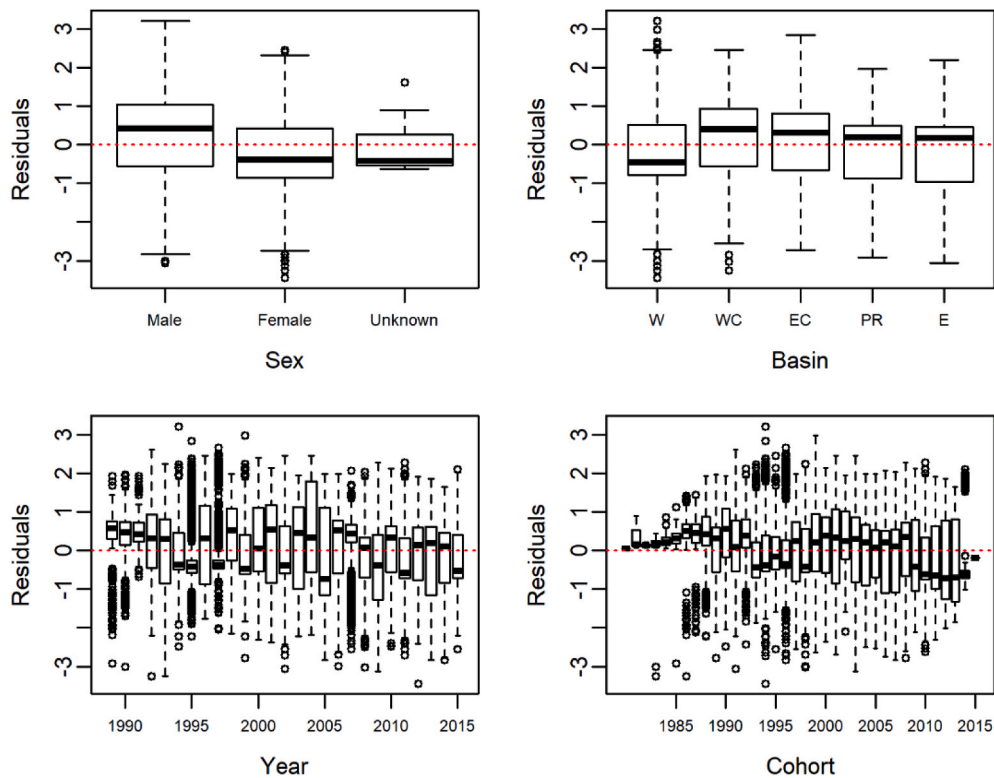 Residuals
3
2
1
0
-1
-3
Male Female Unknown
Sex
Residuals
3
2
1
0
-1
-3
W WC EC PR E
Basin
Residuals
3
2
1
0
-1
-3
1990 1995 2000 2005 2010 2015
Year
Residuals
3
2
1
0
-1
-3
1985 1990 1995 2000 2005 2010 2015
Cohort